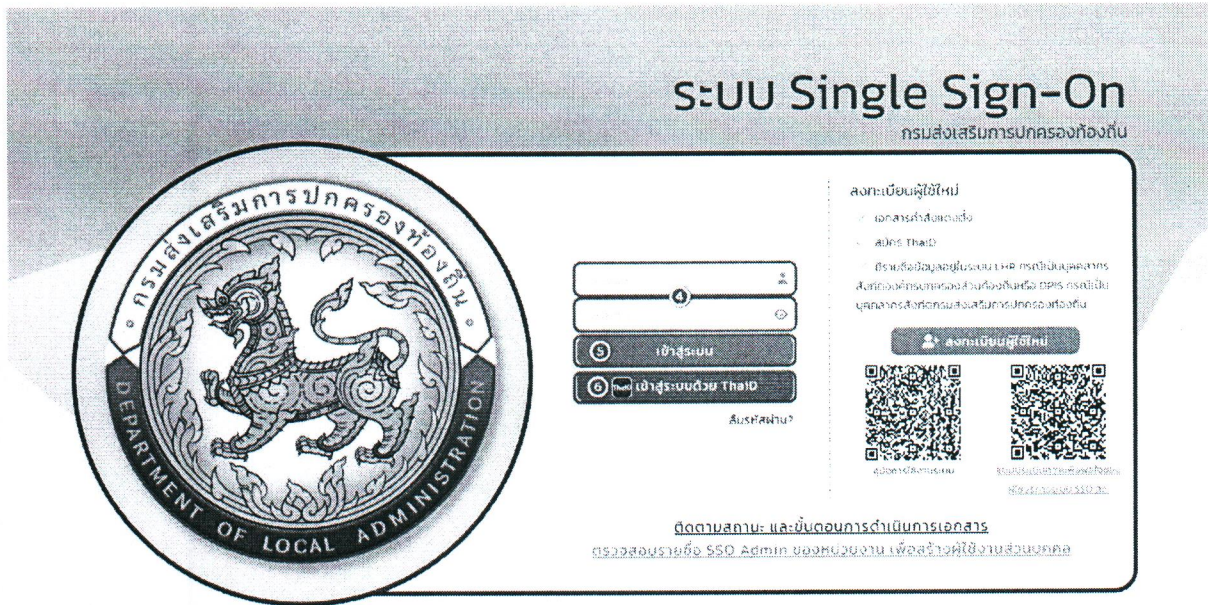 ระบบ Single Sign-On
กรมส่งเสริมการปกครองท้องถิ่น
กรมส่งเสริมการปกครองท้องถิ่น
DEPARTMENT OF LOCAL ADMINISTRATION
4
5 เข้าสู่ระบบ
6 ThaID เข้าสู่ระบบด้วย ThaID
ลืมรหัสผ่าน?
ลงทะเบียนผู้ใช้ใหม่
เอกสารคำสั่งแต่งตั้ง
สมัคร ThaID
มีรายชื่อข้อมูลอยู่ในระบบ LHR กรณีเป็นบุคลากร
สังกัดองค์กรปกครองส่วนท้องถิ่นหรือ DPIS กรณีเป็น
บุคลากรสังกัดกรมส่งเสริมการปกครองท้องถิ่น
ลงทะเบียนผู้ใช้ใหม่
คู่มือการใช้งานระบบ
ติดตามสถานะ และขั้นตอนการดำเนินการเอกสาร
ตรวจสอบรายชื่อ SSO Admin ของหน่วยงาน เพื่อสร้างผู้ใช้งานส่วนบุคคล